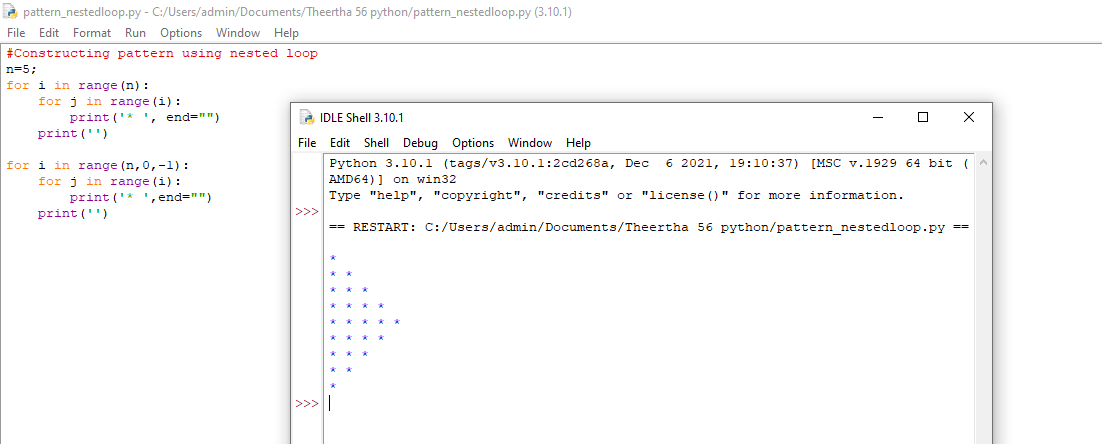 pattern_nestedloop.py - C:/Users/admin/Documents/Theertha 56 python/pattern_nestedloop.py (3.10.1)
File Edit Format Run Options Window Help
#Constructing pattern using nested loop
n=5;
for i in range(n):
    for j in range(i):
        print('* ', end="")
    print('')

for i in range(n,0,-1):
    for j in range(i):
        print('* ',end="")
    print('')
IDLE Shell 3.10.1
File Edit Shell Debug Options Window Help
Python 3.10.1 (tags/v3.10.1:2cd268a, Dec  6 2021, 19:10:37) [MSC v.1929 64 bit (
AMD64)] on win32
Type "help", "copyright", "credits" or "license()" for more information.
>>>
== RESTART: C:/Users/admin/Documents/Theertha 56 python/pattern_nestedloop.py ==

*
* *
* * *
* * * *
* * * * *
* * * *
* * *
* *
*
>>>